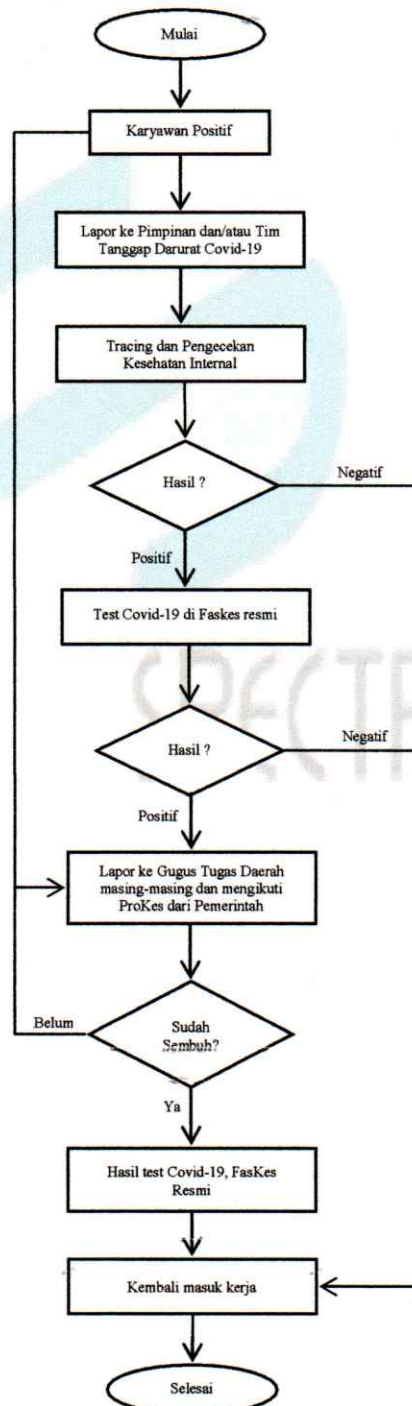 Mulai
Karyawan Positif
Lapor ke Pimpinan dan/atau Tim
Tanggap Darurat Covid-19
Tracing dan Pengecekan
Kesehatan Internal
Hasil ?
Negatif
Positif
Test Covid-19 di Faskes resmi
SPECTR
Hasil ?
Negatif
Positif
Lapor ke Gugus Tugas Daerah
masing-masing dan mengikuti
ProKes dari Pemerintah
Belum
Sudah
Sembuh?
Ya
Hasil test Covid-19, FasKes
Resmi
Kembali masuk kerja
Selesai